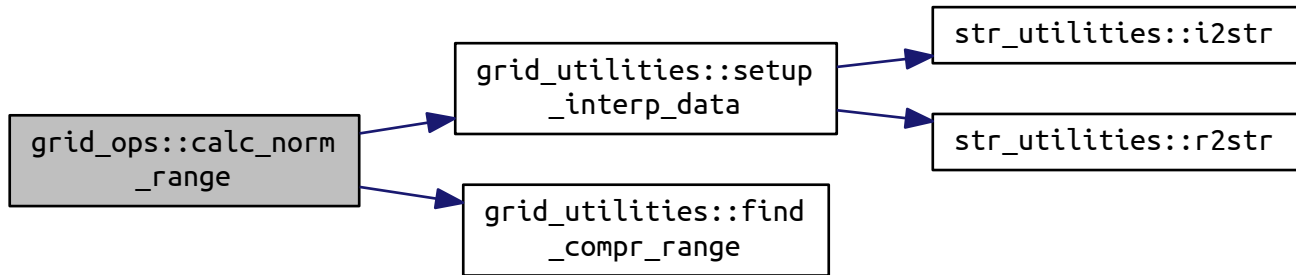 grid_ops::calc_norm
_range
grid_utilities::setup
_interp_data
grid_utilities::find
_compr_range
str_utilities::i2str
str_utilities::r2str